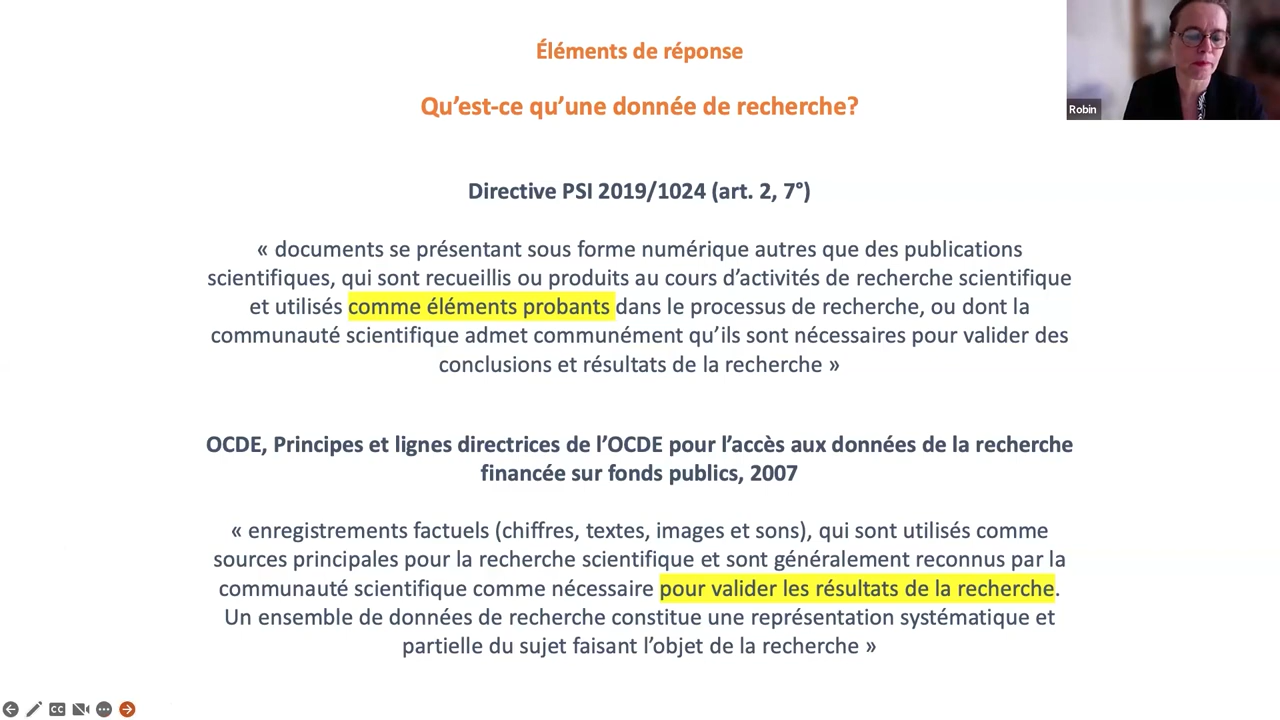 Éléments de réponse
Qu’est-ce qu’une donnée de recherche?
Robin
Directive PSI 2019/1024 (art. 2, 7°)
« documents se présentant sous forme numérique autres que des publications
scientifiques, qui sont recueillis ou produits au cours d’activités de recherche scientifique
et utilisés comme éléments probants dans le processus de recherche, ou dont la
communauté scientifique admet communément qu’ils sont nécessaires pour valider des
conclusions et résultats de la recherche »
OCDE, Principes et lignes directrices de l’OCDE pour l’accès aux données de la recherche
financée sur fonds publics, 2007
« enregistrements factuels (chiffres, textes, images et sons), qui sont utilisés comme
sources principales pour la recherche scientifique et sont généralement reconnus par la
communauté scientifique comme nécessaire pour valider les résultats de la recherche.
Un ensemble de données de recherche constitue une représentation systématique et
partielle du sujet faisant l’objet de la recherche »
CC